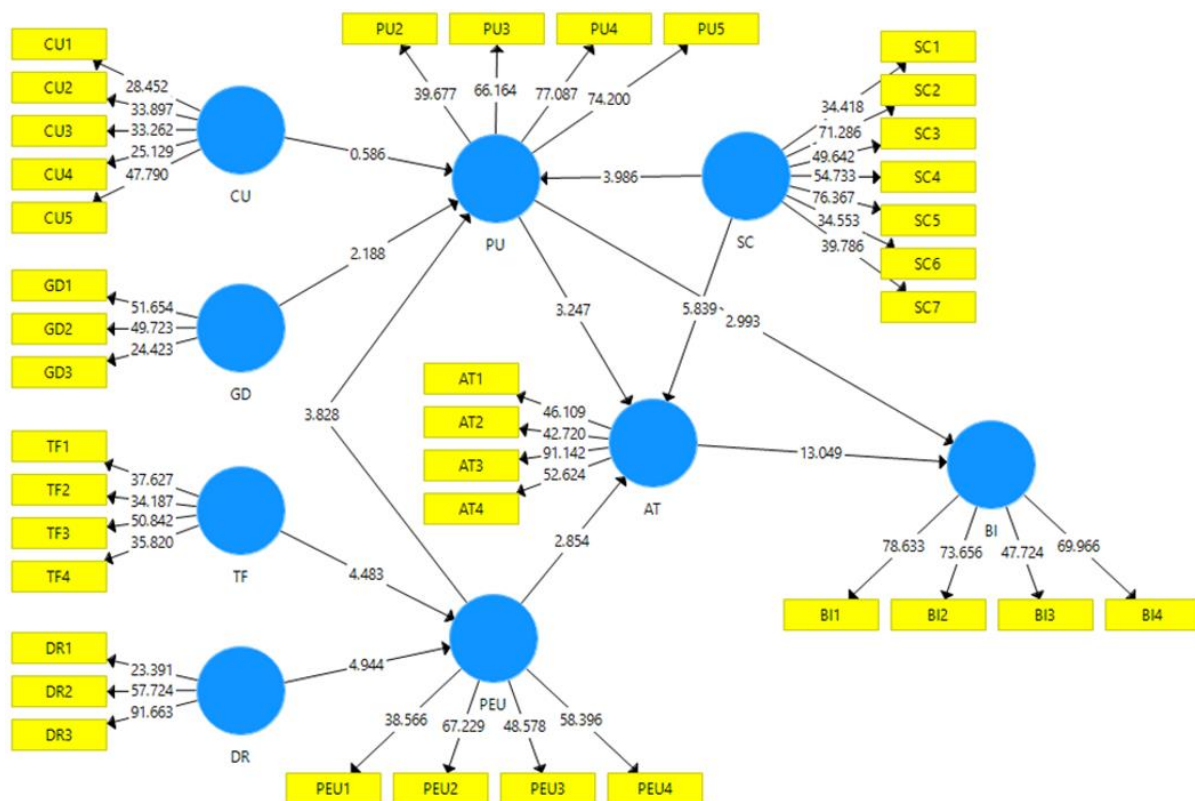 PU2
PU3
PU4
PU5
39.677
66.164
77.087
74.200
CU1
CU2
CU3
CU4
CU5
28.452
33.897
33.262
25.129
47.790
CU
0.586
PU
3.986
SC
SC1
SC2
SC3
SC4
SC5
SC6
SC7
34.418
71.286
49.642
54.733
76.367
34.553
39.786
GD1
GD2
GD3
51.654
49.723
24.423
GD
2.188
3.828
3.247
5.839
2.993
AT1
AT2
AT3
AT4
46.109
42.720
91.142
52.624
AT
13.049
BI
78.633
73.656
47.724
69.966
BI1
BI2
BI3
BI4
TF1
TF2
TF3
TF4
37.627
34.187
50.842
35.820
TF
4.483
2.854
DR1
DR2
DR3
23.391
57.724
91.663
DR
4.944
PEU
38.566
67.229
48.578
58.396
PEU1
PEU2
PEU3
PEU4